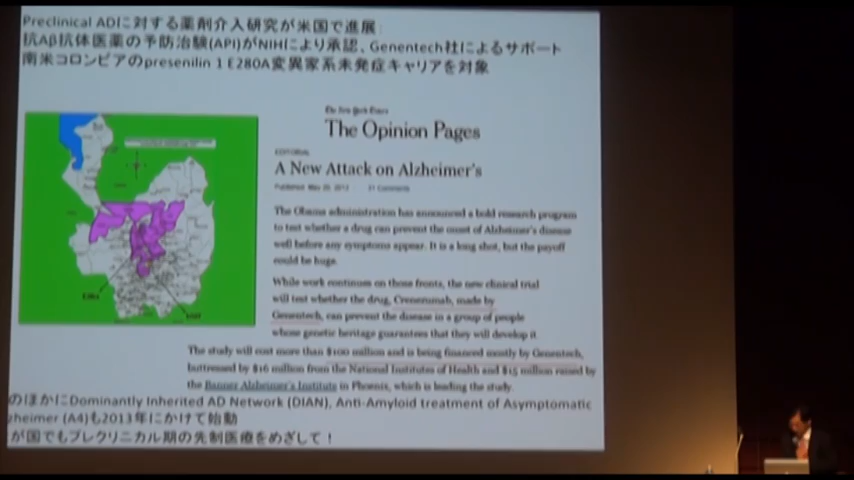 Preclinical ADに対する薬剤介入研究が米国で進展
抗Aβ抗体医薬の予防治験(API)がNIHにより承認、Genentech社によるサポート
南米コロンビアのpresenilin 1 E280A変異家系未発症キャリアを対象
The New York Times
The Opinion Pages
EDITORIAL
A New Attack on Alzheimer's
Published: May
Comments
The Obama administration has announced a bold research program
to test whether a drug can prevent the onset of Alzheimer's disease
well before any symptoms appear. It is a long shot, but the payoff
could be huge.
While work continues on those fronts, the new clinical trial
will test whether the drug, Crenezumab, made by
Genentech, can prevent the disease in a group of people
whose genetic heritage guarantees that they will develop it.
The study will cost more than $100 million and is being financed mostly by Genentech,
buttressed by $16 million from the National Institutes of Health and $15 million raised by
the Banner Alzheimer's Institute in Phoenix, which is leading the study.
のほかにDominantly Inherited AD Network (DIAN), Anti-Amyloid treatment of Asymptomatic
zheimer (A4)も2013年にかけて始動
が国でもプレクリニカル期の先制医療をめざして！